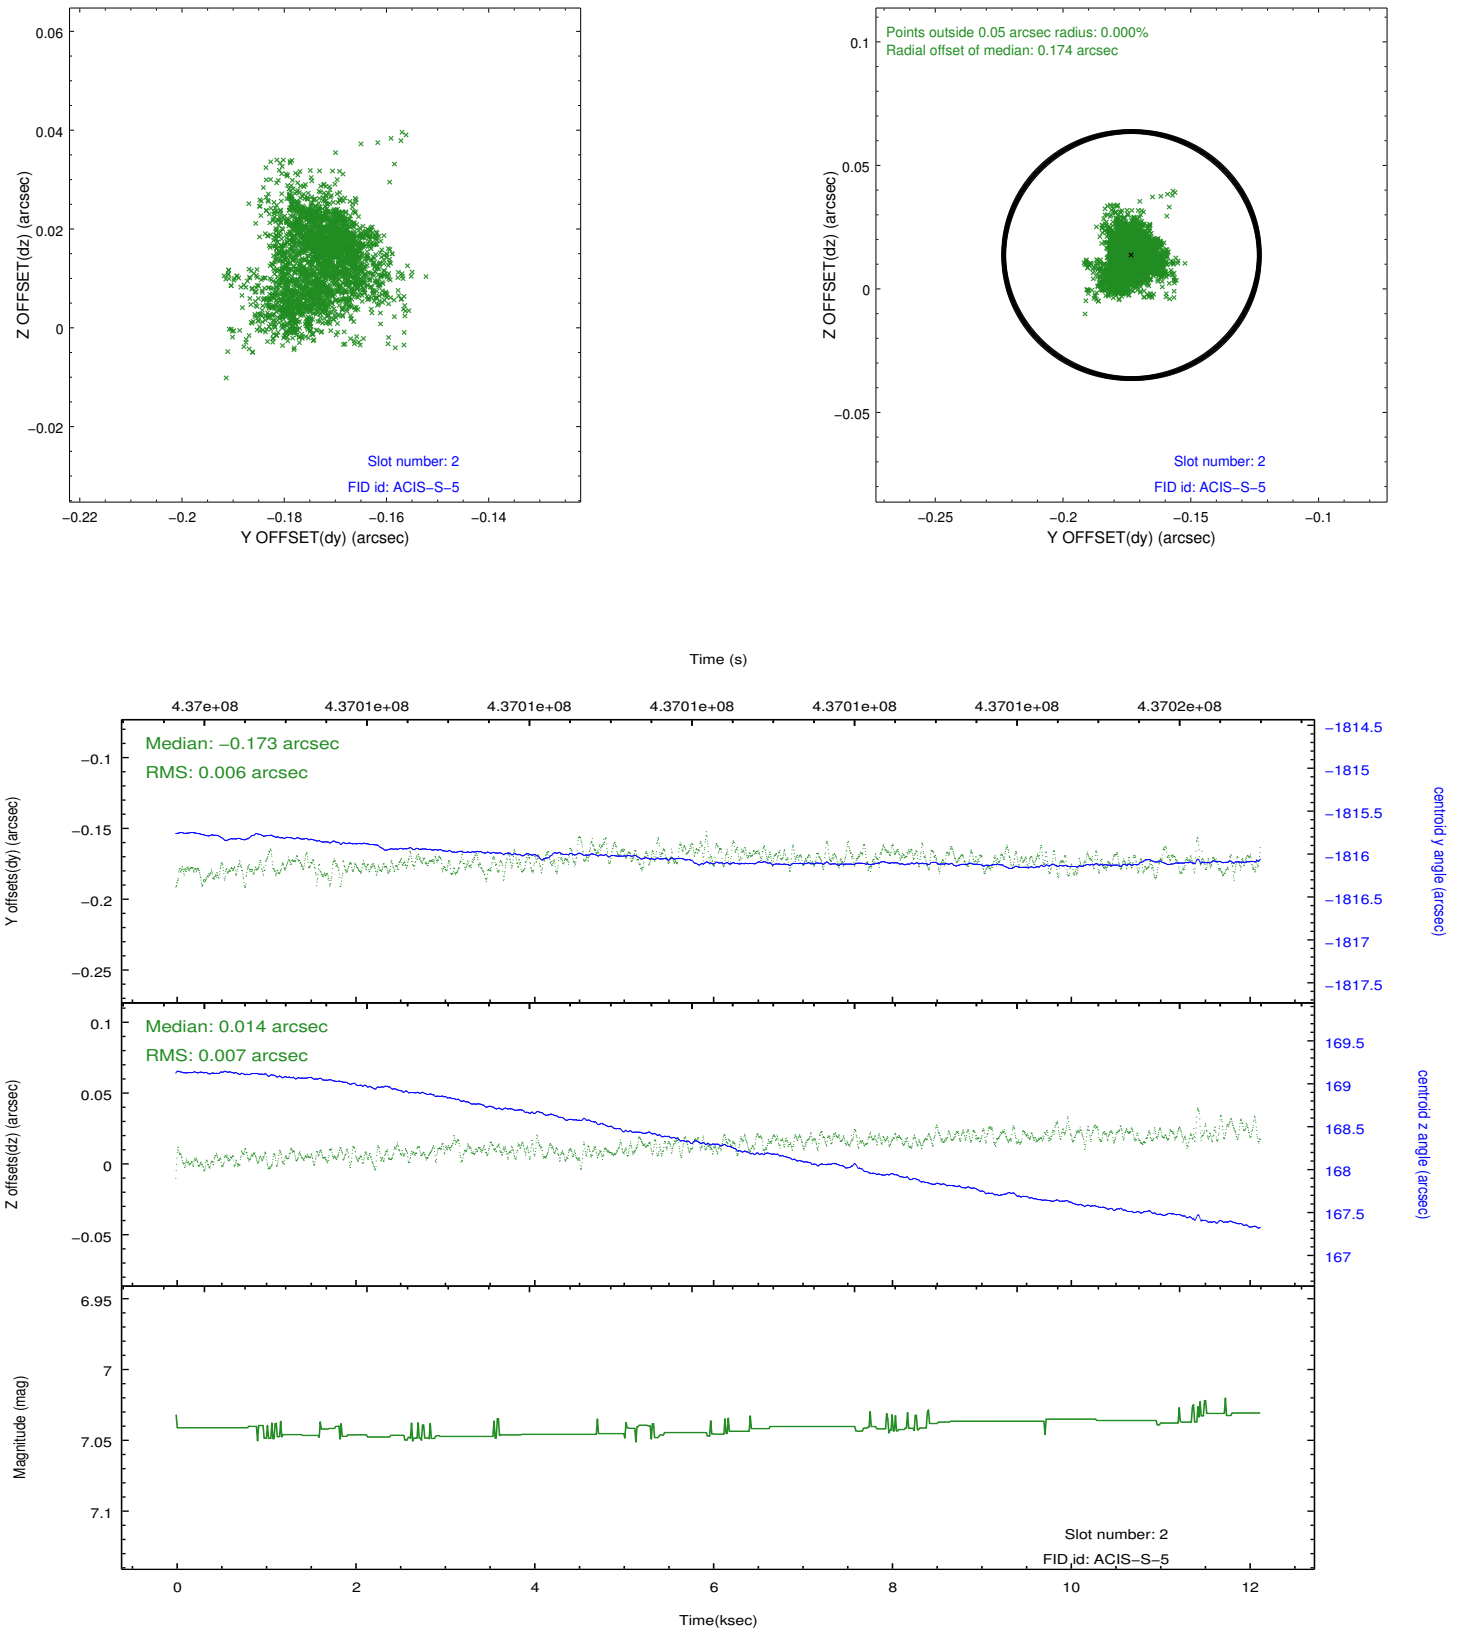 0.06
0.04
0.02
0
−0.02
Z OFFSET(dz) (arcsec)
−0.22
−0.2
−0.18
−0.16
−0.14
Y OFFSET(dy) (arcsec)
Slot number: 2
FID id: ACIS−S−5
Points outside 0.05 arcsec radius: 0.000%
Radial offset of median: 0.174 arcsec
0.1
0.05
0
−0.05
Z OFFSET(dz) (arcsec)
−0.25
−0.2
−0.15
−0.1
Y OFFSET(dy) (arcsec)
Slot number: 2
FID id: ACIS−S−5
Time (s)
4.37e+08
4.3701e+08
4.3701e+08
4.3701e+08
4.3701e+08
4.3701e+08
4.3702e+08
Median: −0.173 arcsec
RMS: 0.006 arcsec
−0.1
−0.15
−0.2
−0.25
Y offsets(dy) (arcsec)
−1814.5
−1815
−1815.5
−1816
−1816.5
−1817
−1817.5
centroid y angle (arcsec)
Median: 0.014 arcsec
RMS: 0.007 arcsec
0.1
0.05
0
−0.05
Z offsets(dz) (arcsec)
169.5
169
168.5
168
167.5
167
centroid z angle (arcsec)
6.95
7
7.05
7.1
Magnitude (mag)
Slot number: 2
FID id: ACIS−S−5
0
2
4
6
8
10
12
Time(ksec)